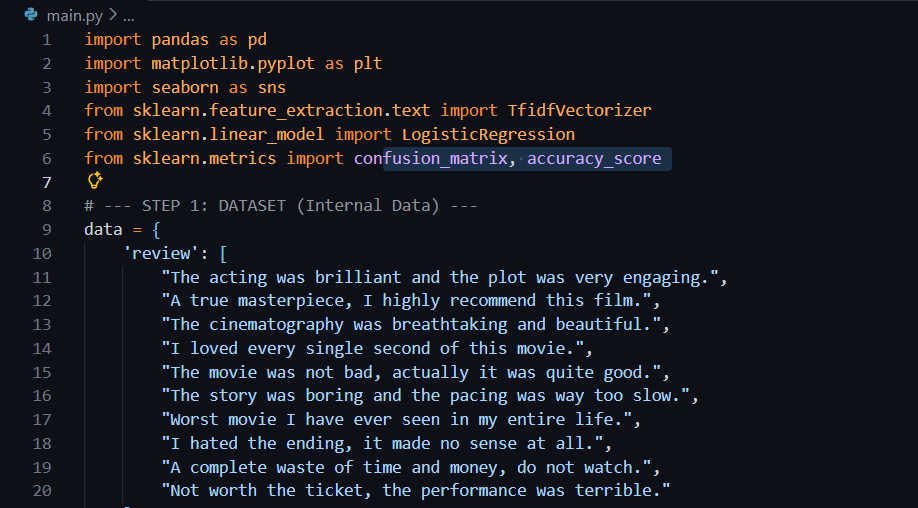 main.py > ...
1 import pandas as pd
2 import matplotlib.pyplot as plt
3 import seaborn as sns
4 from sklearn.feature_extraction.text import TfidfVectorizer
5 from sklearn.linear_model import LogisticRegression
6 from sklearn.metrics import confusion_matrix, accuracy_score
7
8 # --- STEP 1: DATASET (Internal Data) ---
9 data = {
10     'review': [
11         "The acting was brilliant and the plot was very engaging.",
12         "A true masterpiece, I highly recommend this film.",
13         "The cinematography was breathtaking and beautiful.",
14         "I loved every single second of this movie.",
15         "The movie was not bad, actually it was quite good.",
16         "The story was boring and the pacing was way too slow.",
17         "Worst movie I have ever seen in my entire life.",
18         "I hated the ending, it made no sense at all.",
19         "A complete waste of time and money, do not watch.",
20         "Not worth the ticket, the performance was terrible."